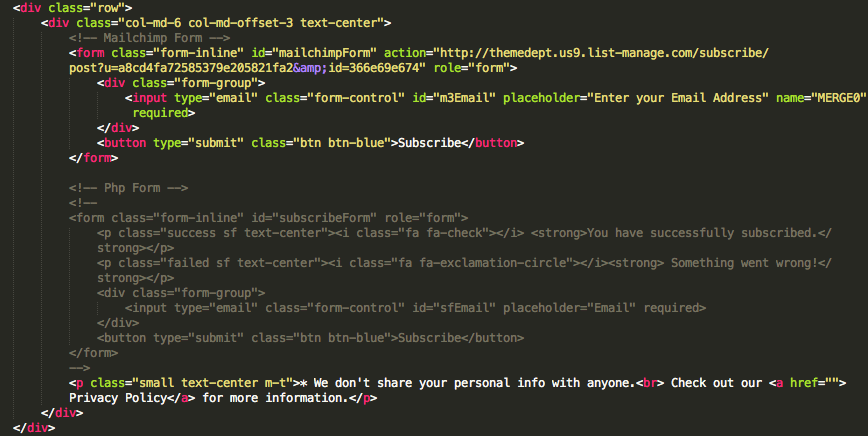 <div class="row">
<div class="col-md-6 col-md-offset-3 text-center">
<!-- Mailchimp Form -->
<form class="form-inline" id="mailchimpForm" action="http://themedept.us9.list-manage.com/subscribe/
post?u=a8cd4fa72585379e205821fa2&amp;id=366e69e674" role="form">
<div class="form-group">
<input type="email" class="form-control" id="m3Email" placeholder="Enter your Email Address" name="MERGE0"
required>
</div>
<button type="submit" class="btn btn-blue">Subscribe</button>
</form>
<!-- Php Form -->
<!--
<form class="form-inline" id="subscribeForm" role="form">
<p class="success sf text-center"><i class="fa fa-check"></i> <strong>You have successfully subscribed.</
strong></p>
<p class="failed sf text-center"><i class="fa fa-exclamation-circle"></i><strong> Something went wrong!</
strong></p>
<div class="form-group">
<input type="email" class="form-control" id="sfEmail" placeholder="Email" required>
</div>
<button type="submit" class="btn btn-blue">Subscribe</button>
</form>
-->
<p class="small text-center m-t">* We don't share your personal info with anyone.<br> Check out our <a href="">
Privacy Policy</a> for more information.</p>
</div>
</div>